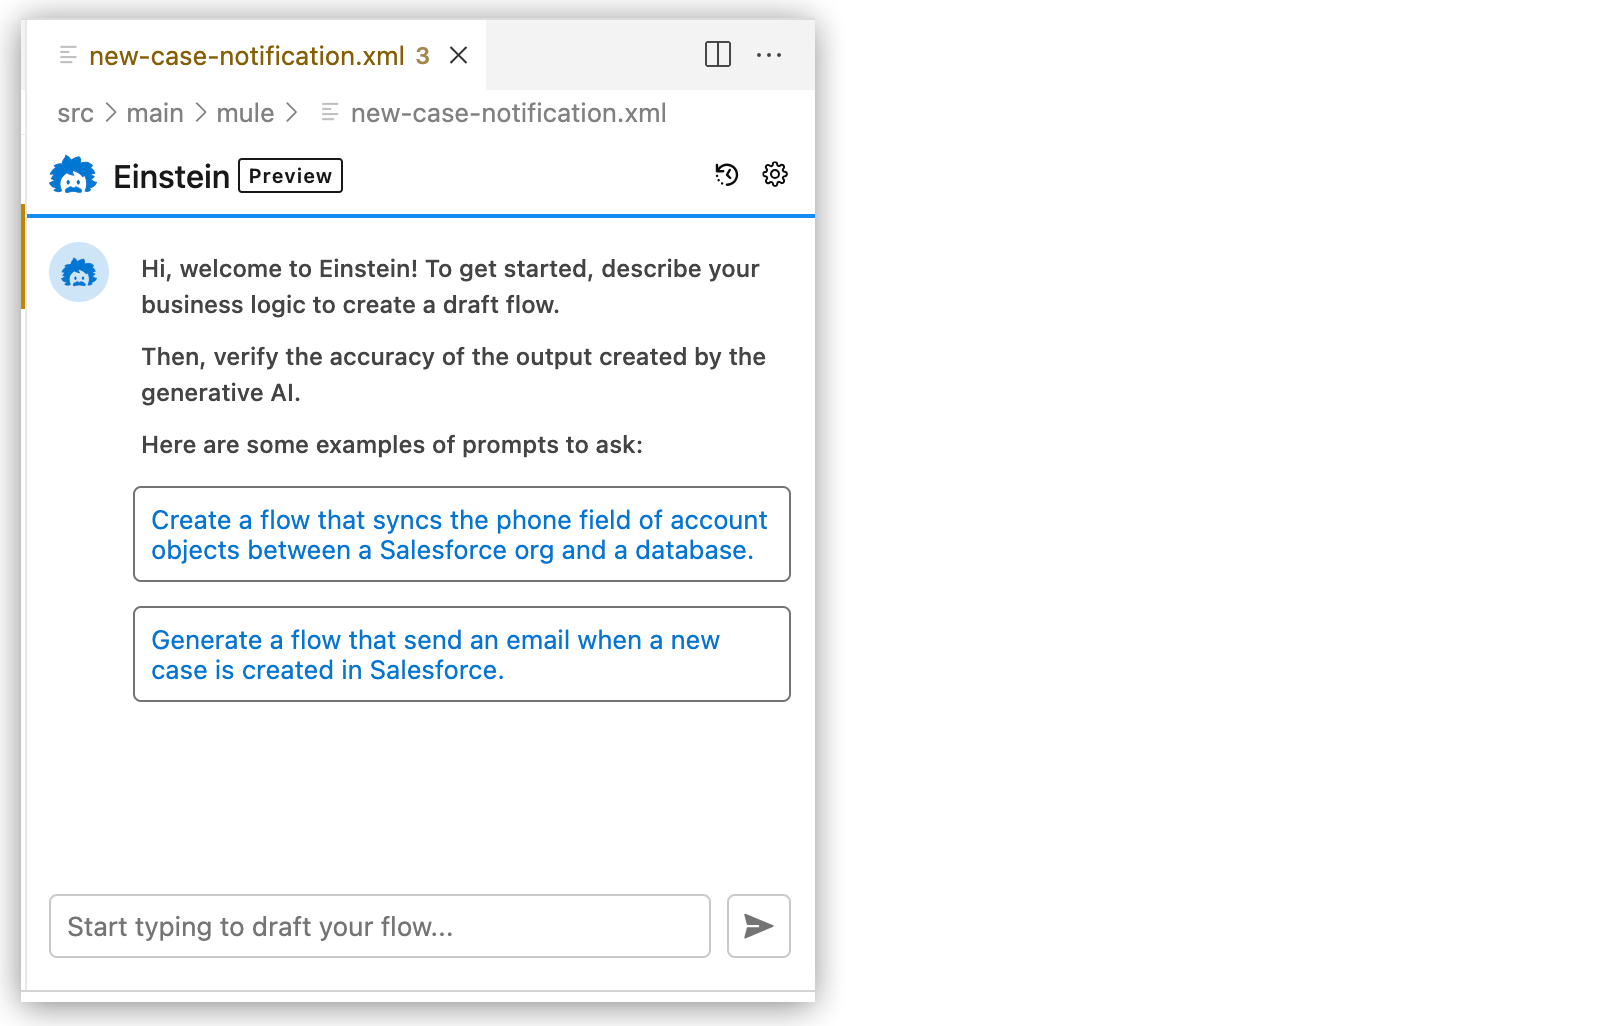 new-case-notification.xml 3
src > main > mule > new-case-notification.xml
Einstein Preview
Hi, welcome to Einstein! To get started, describe your
business logic to create a draft flow.
Then, verify the accuracy of the output created by the
generative AI.
Here are some examples of prompts to ask:
Create a flow that syncs the phone field of account
objects between a Salesforce org and a database.
Generate a flow that send an email when a new
case is created in Salesforce.
Start typing to draft your flow...